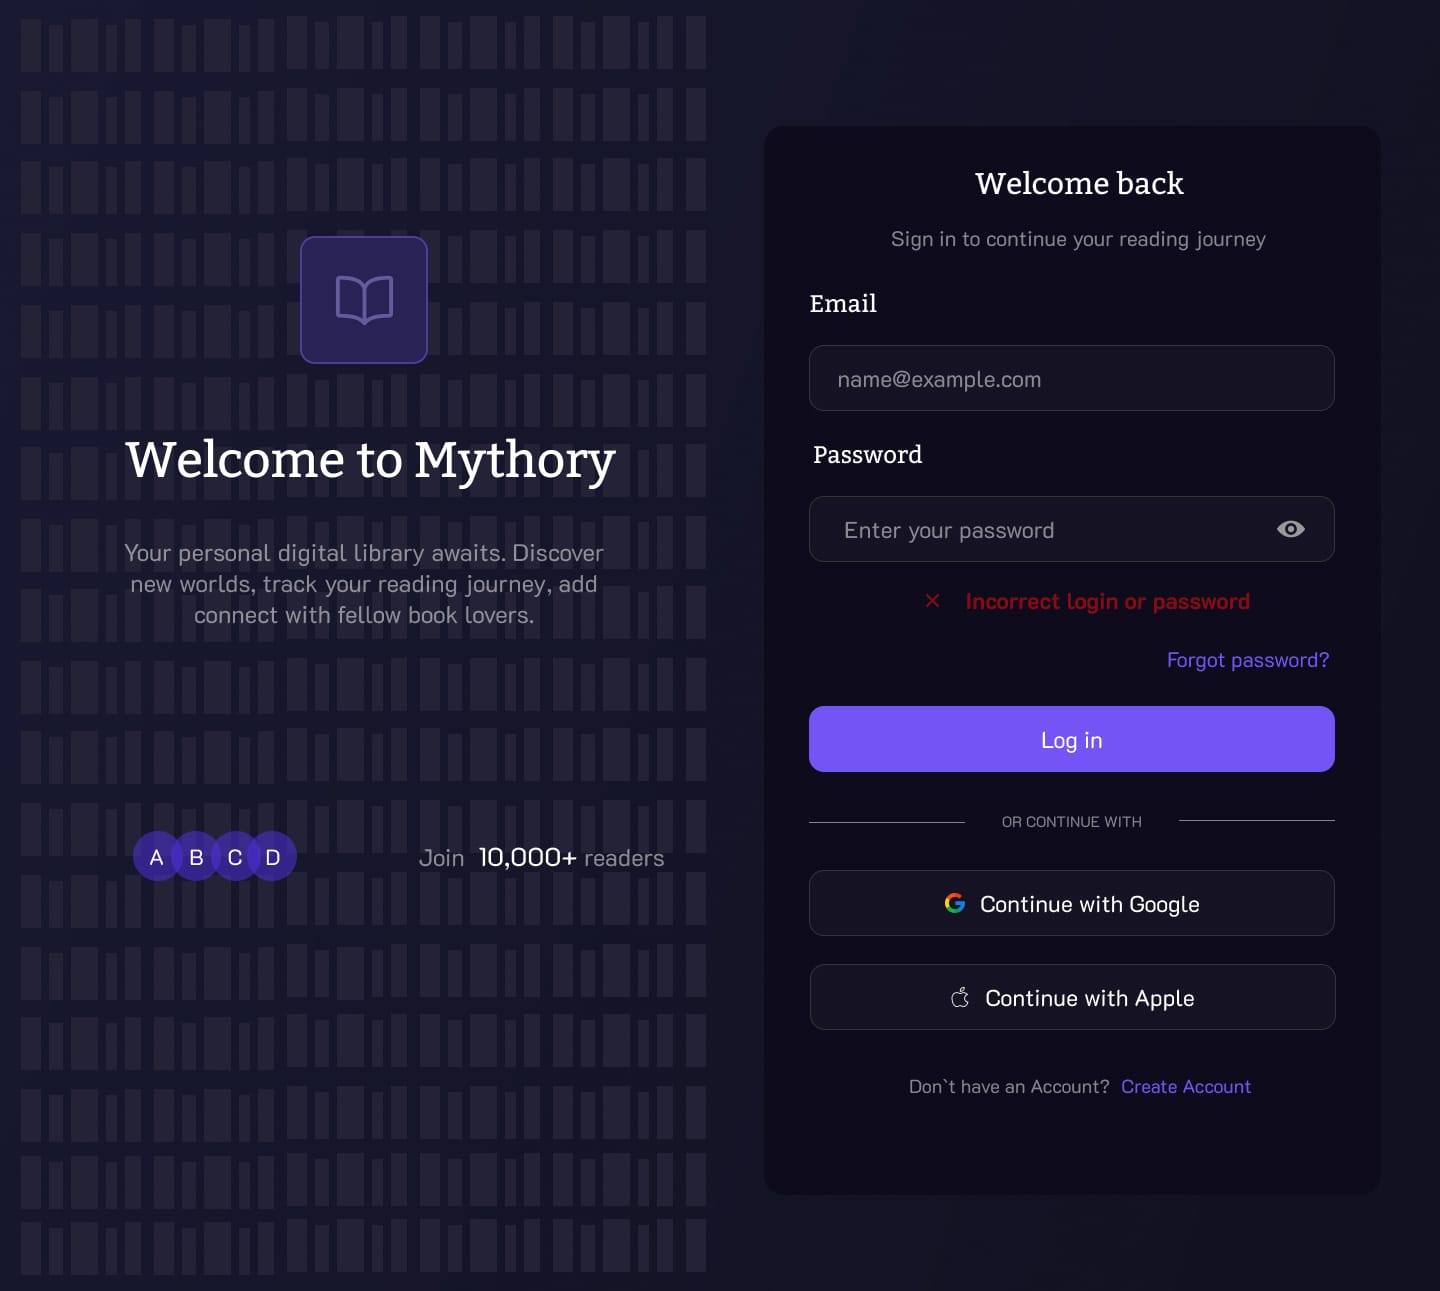 Welcome to Mythory
Your personal digital library awaits. Discover
new worlds, track your reading journey, add
connect with fellow book lovers.
A B C D
Join 10,000+ readers
Welcome back
Sign in to continue your reading journey
Email
name@example.com
Password
Enter your password
Incorrect login or password
Forgot password?
Log in
OR CONTINUE WITH
Continue with Google
Continue with Apple
Don`t have an Account? Create Account